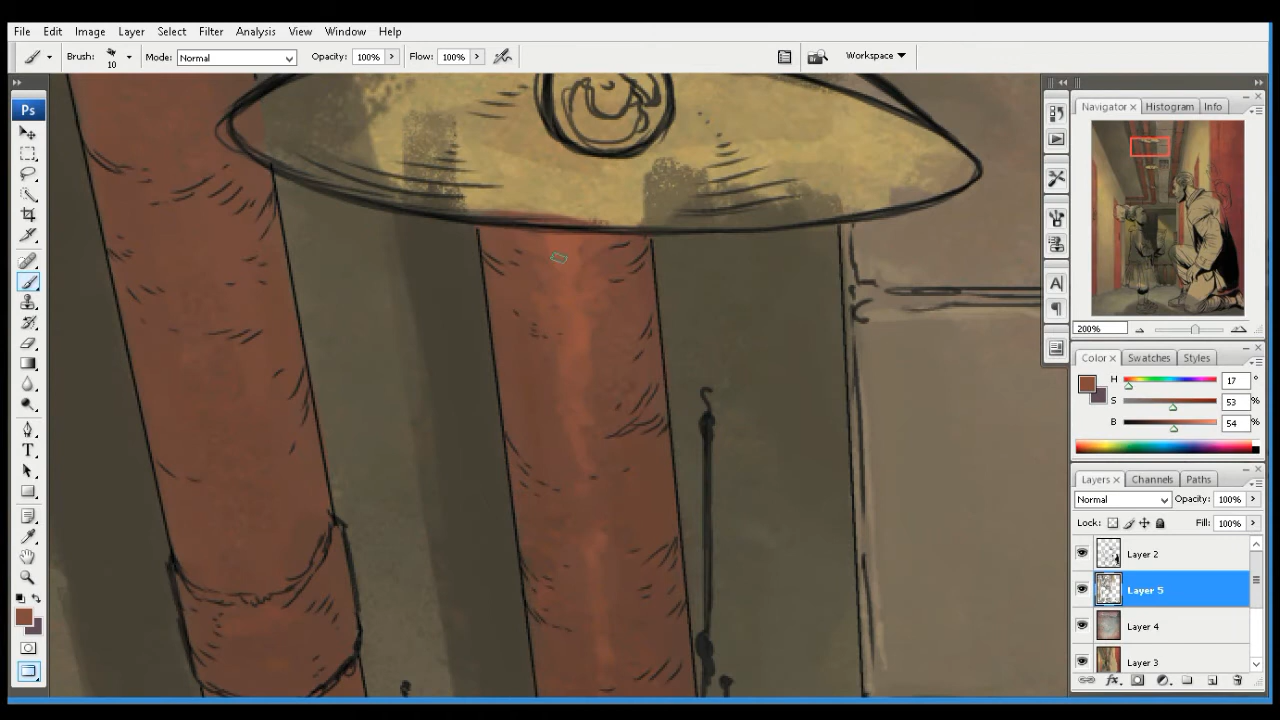 File Edit Image Layer Select Filter Analysis View Window Help
Brush: 10 Mode: Normal Opacity: 100% Flow: 100% Workspace
Ps
Navigator Histogram Info
200%
Color Swatches Styles
H 17 °
S 53 %
B 54 %
Layers Channels Paths
Normal Opacity: 100%
Lock: Fill: 100%
Layer 2
Layer 5
Layer 4
Layer 3